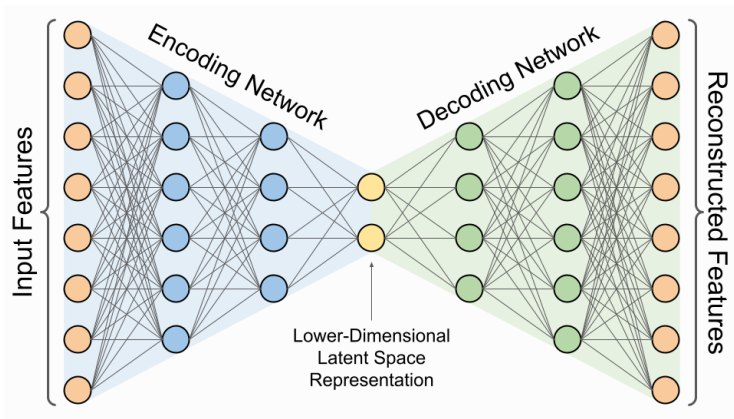 Input Features
Encoding Network
Lower-Dimensional
Latent Space
Representation
Decoding Network
Reconstructed Features